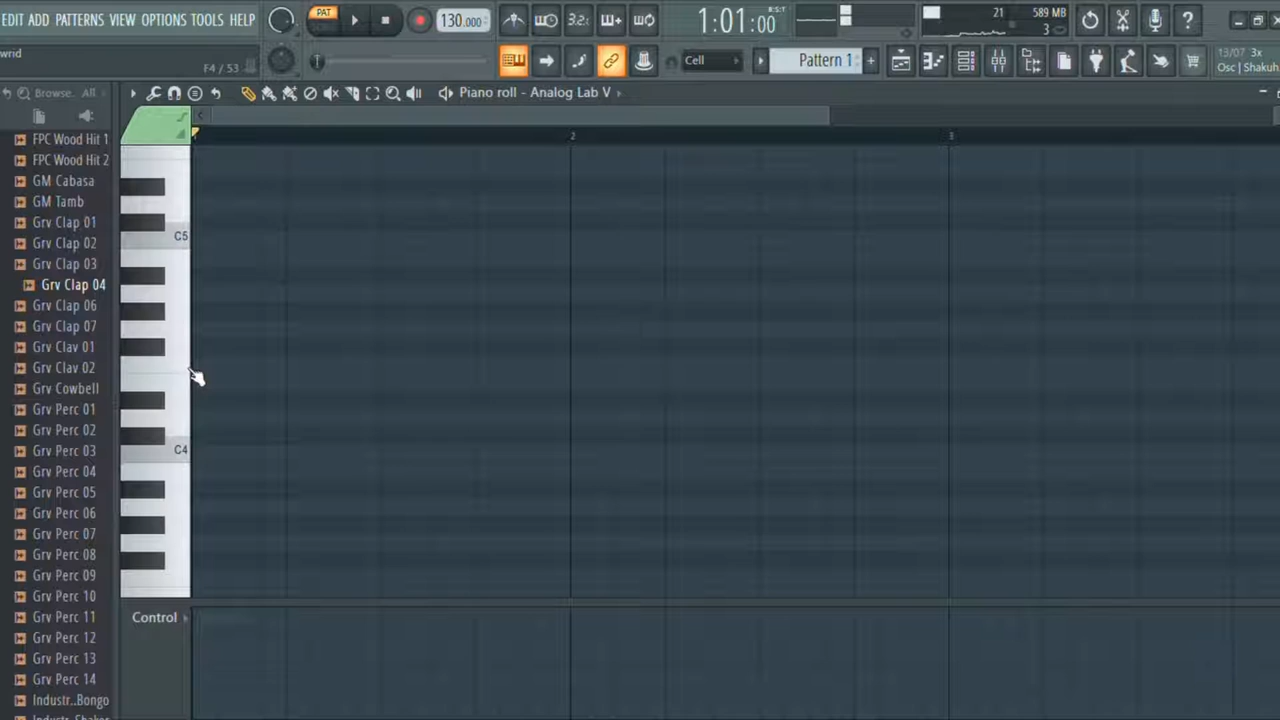 EDIT ADD PATTERNS VIEW OPTIONS TOOLS HELP
PAT
130.000
3.2:
1:01:00
R:S:T
21
589 MB
3
wrid
F4 / 53
Cell
Pattern 1
13/07 3x
Osc | Shakuh
Browse.. All
Piano roll - Analog Lab V
FPC Wood Hit 1
FPC Wood Hit 2
GM Cabasa
GM Tamb
Grv Clap 01
Grv Clap 02
Grv Clap 03
Grv Clap 04
Grv Clap 06
Grv Clap 07
Grv Clav 01
Grv Clav 02
Grv Cowbell
Grv Perc 01
Grv Perc 02
Grv Perc 03
Grv Perc 04
Grv Perc 05
Grv Perc 06
Grv Perc 07
Grv Perc 08
Grv Perc 09
Grv Perc 10
Grv Perc 11
Grv Perc 12
Grv Perc 13
Grv Perc 14
Industr..Bongo
Industr..Shaker
2
3
C5
C4
Control